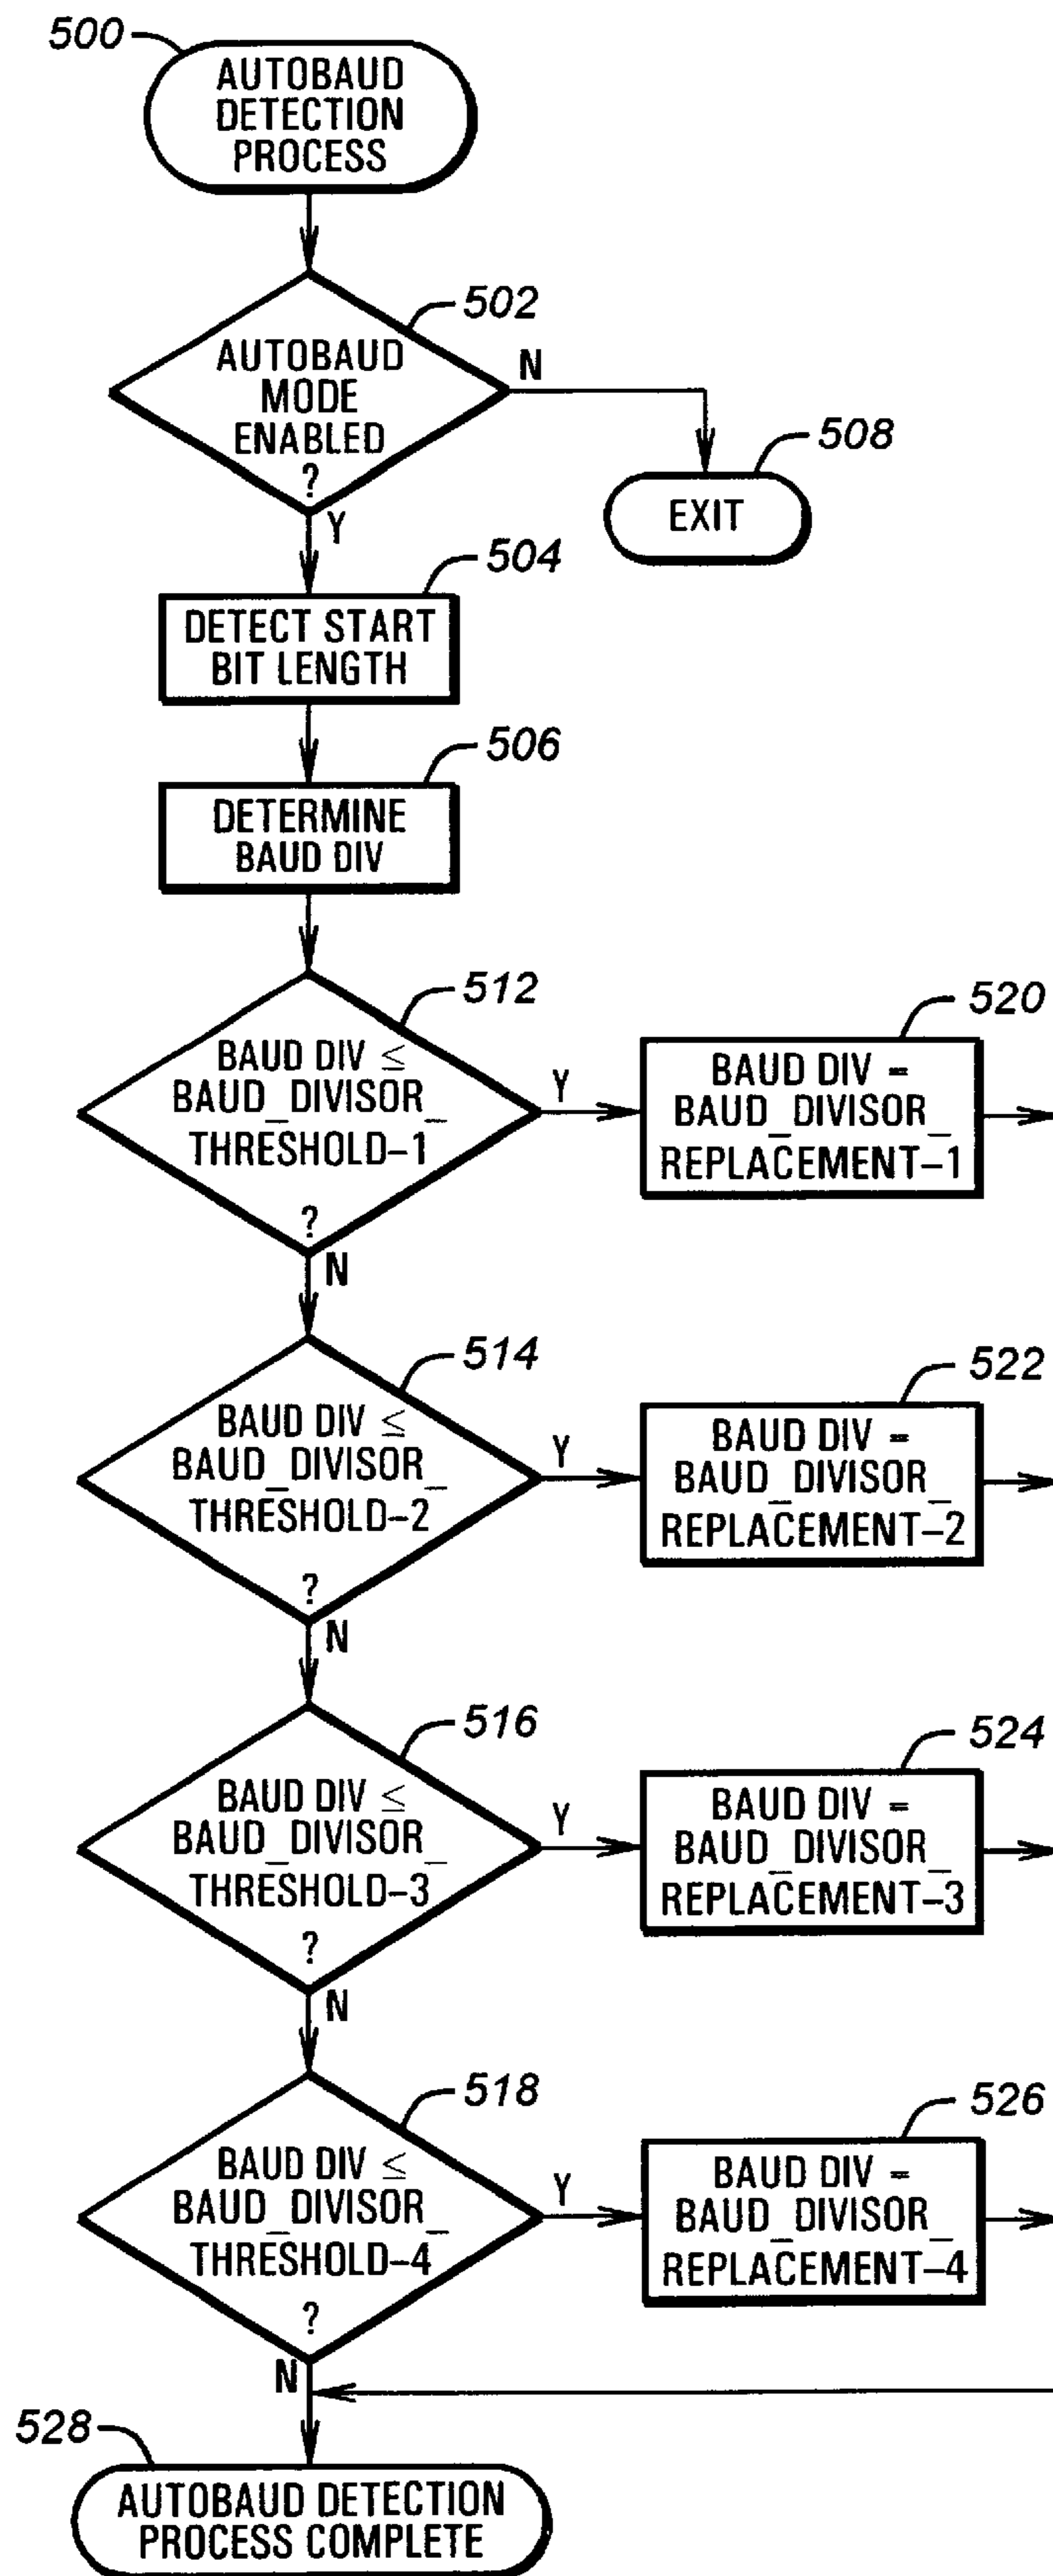 500
AUTOBAUD
DETECTION
PROCESS
502
AUTOBAUD
MODE
ENABLED
?
N
Y
508
EXIT
504
DETECT START
BIT LENGTH
506
DETERMINE
BAUD DIV
512
BAUD DIV ≤
BAUD_DIVISOR_
THRESHOLD-1
?
Y
N
520
BAUD DIV =
BAUD_DIVISOR_
REPLACEMENT-1
514
BAUD DIV ≤
BAUD_DIVISOR_
THRESHOLD-2
?
Y
N
522
BAUD DIV =
BAUD_DIVISOR_
REPLACEMENT-2
516
BAUD DIV ≤
BAUD_DIVISOR_
THRESHOLD-3
?
Y
N
524
BAUD DIV =
BAUD_DIVISOR_
REPLACEMENT-3
518
BAUD DIV ≤
BAUD_DIVISOR_
THRESHOLD-4
?
Y
N
526
BAUD DIV =
BAUD_DIVISOR_
REPLACEMENT-4
528
AUTOBAUD DETECTION
PROCESS COMPLETE